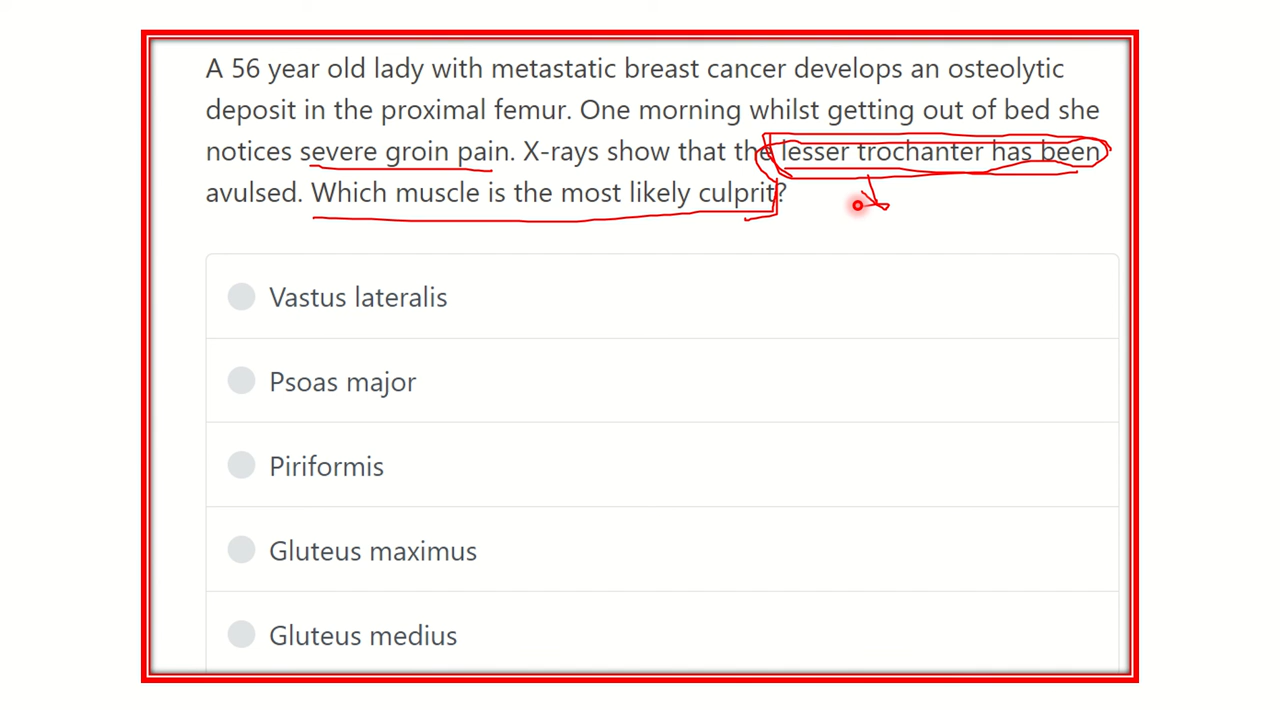 A 56 year old lady with metastatic breast cancer develops an osteolytic
deposit in the proximal femur. One morning whilst getting out of bed she
notices severe groin pain. X-rays show that the lesser trochanter has been
avulsed. Which muscle is the most likely culprit?
Vastus lateralis
Psoas major
Piriformis
Gluteus maximus
Gluteus medius